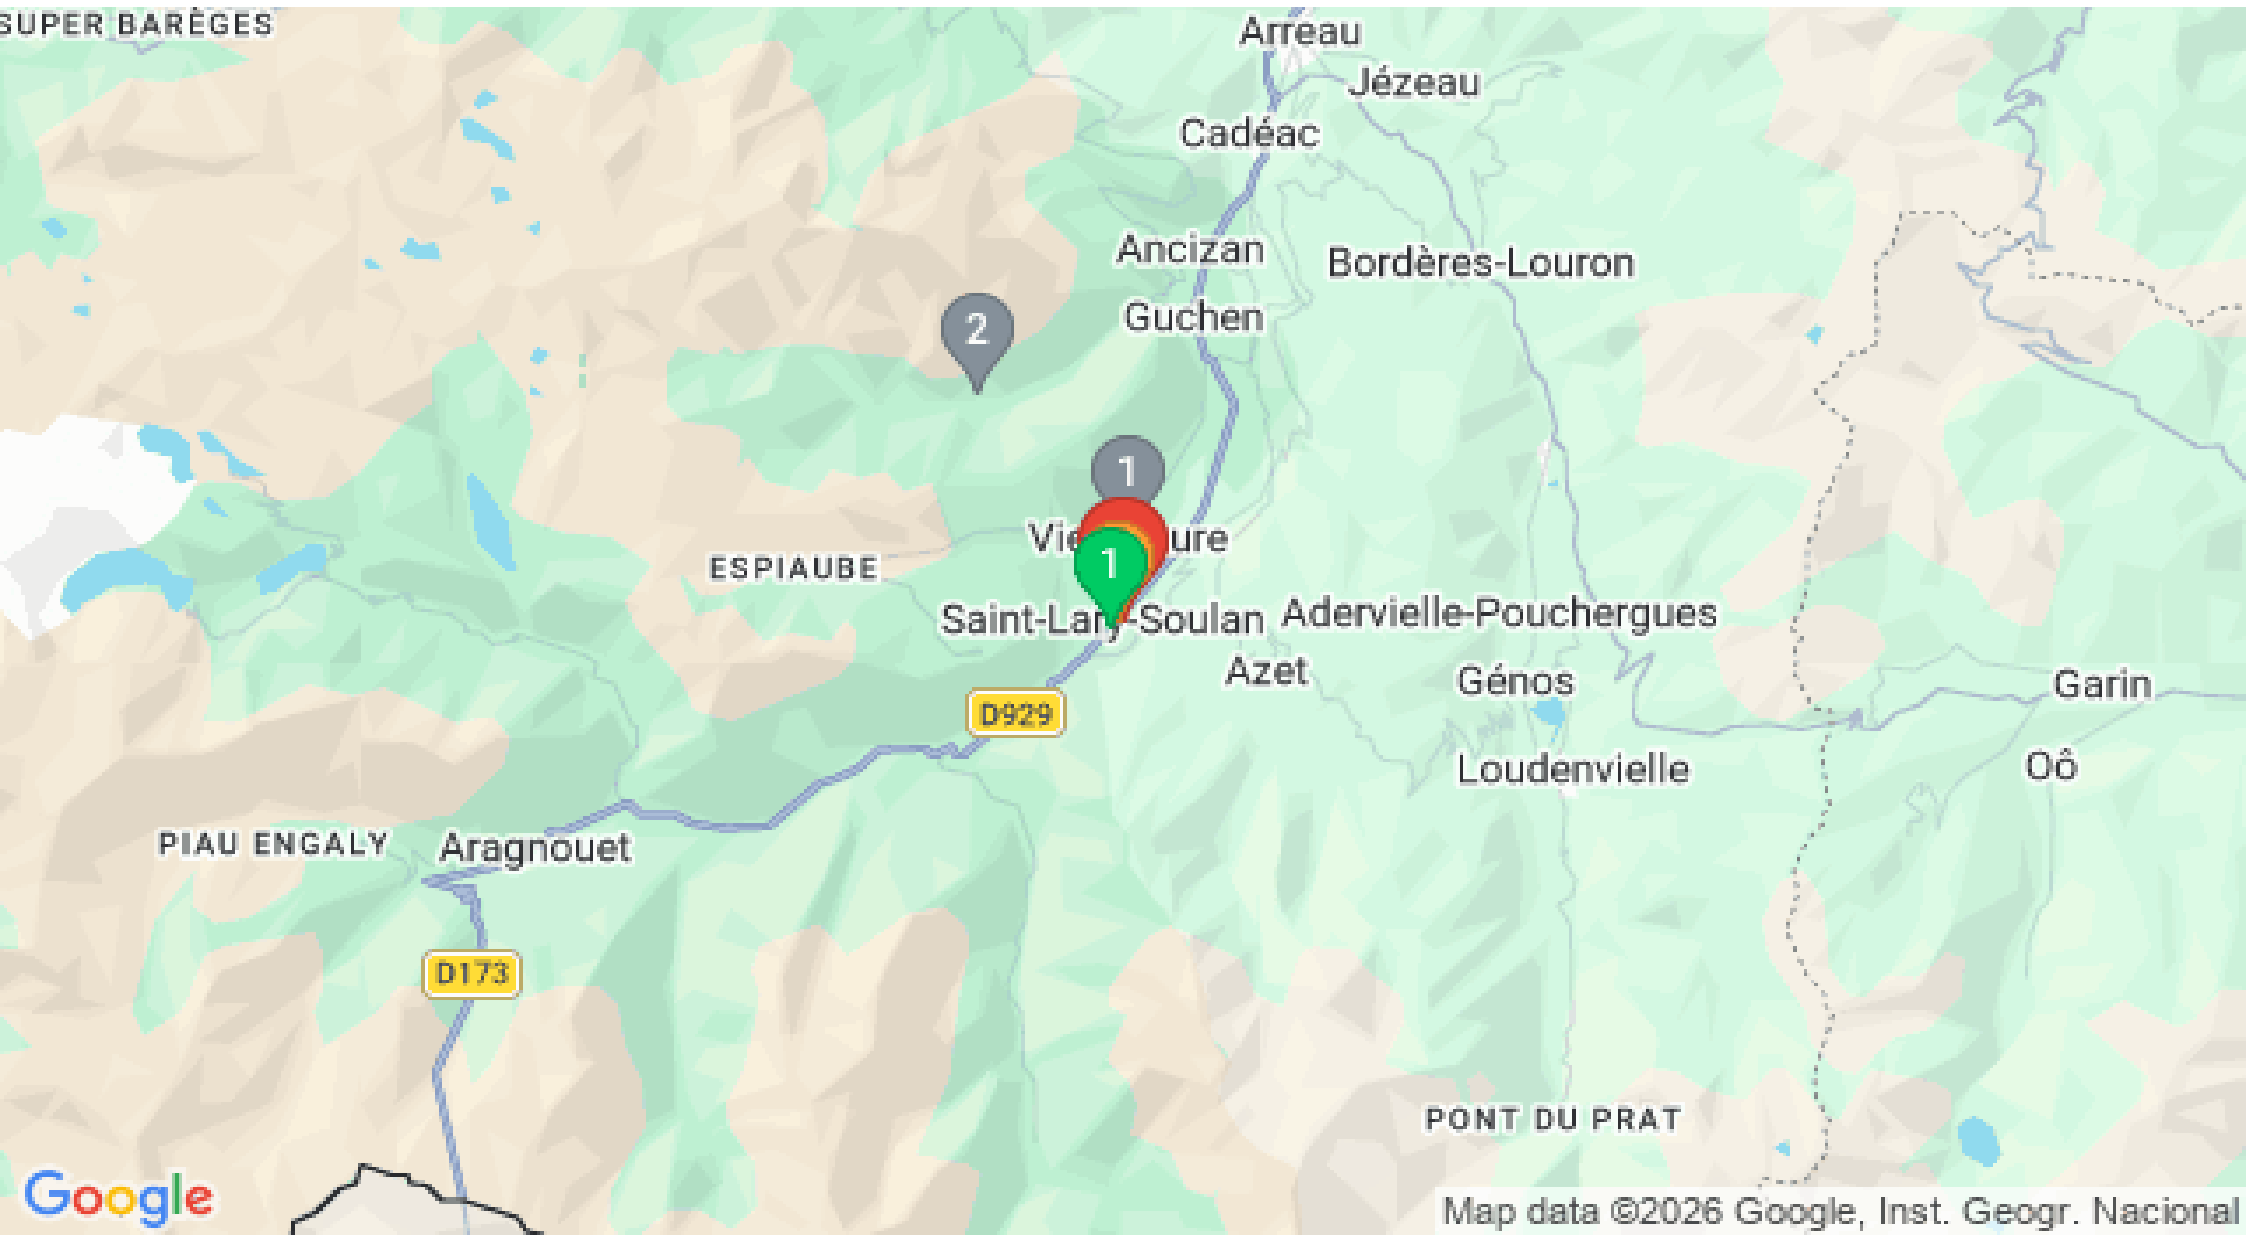 SUPER BARÈGES
Arreau
Jézeau
Cadéac
Ancizan
Bordères-Louron
Guchen
2
1
1
ESPIAUBE
Saint-Lary-Soulan
Adervielle-Pouchergues
Azet
Génos
Garin
D929
Loudenvielle
Oô
PIAU ENGALY
Aragnouet
D173
PONT DU PRAT
Google
Map data ©2026 Google, Inst. Geogr. Nacional